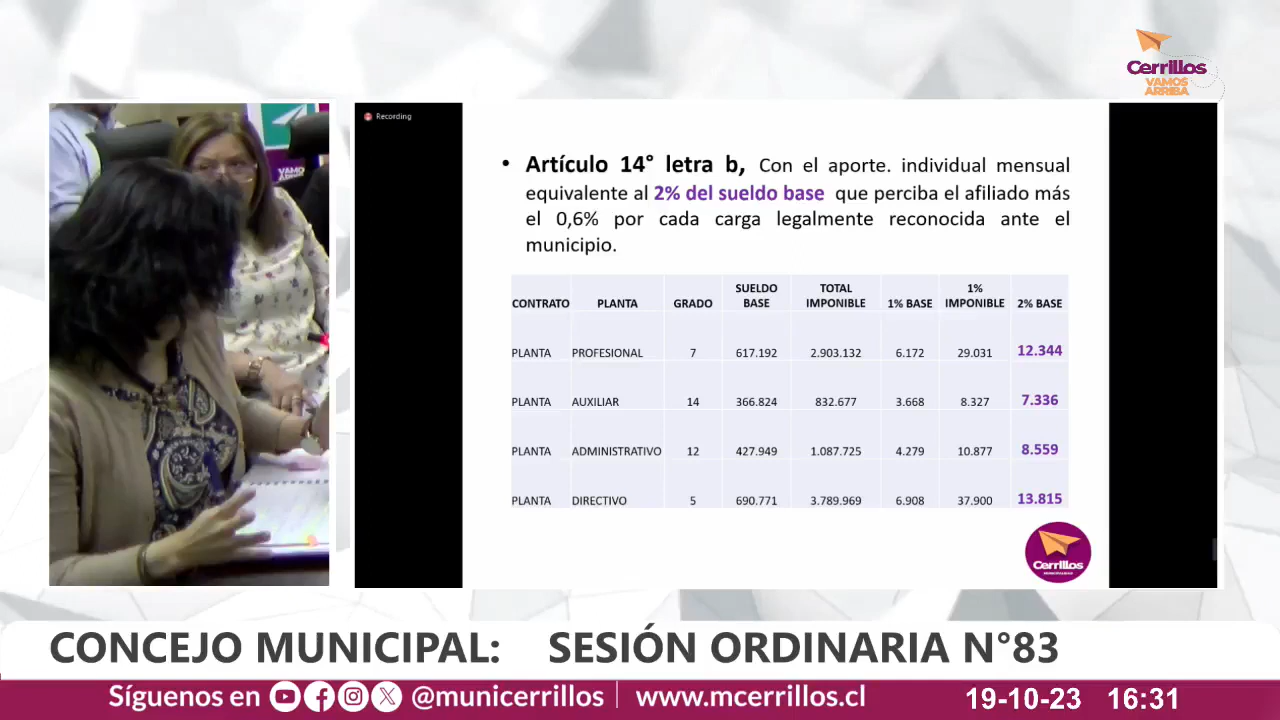 Cerrillos
VAMOS
ARRIBA
Recording
VAMO
• Artículo 14° letra b, Con el aporte. individual mensual
equivalente al 2% del sueldo base que perciba el afiliado más
el 0,6% por cada carga legalmente reconocida ante el
municipio.
CONTRATO PLANTA GRADO SUELDO BASE TOTAL IMPONIBLE 1% BASE 1% IMPONIBLE 2% BASE
PLANTA PROFESIONAL 7 617.192 2.903.132 6.172 29.031 12.344
PLANTA AUXILIAR 14 366.824 832.677 3.668 8.327 7.336
PLANTA ADMINISTRATIVO 12 427.949 1.087.725 4.279 10.877 8.559
PLANTA DIRECTIVO 5 690.771 3.789.969 6.908 37.900 13.815
Cerrillos
CONCEJO MUNICIPAL: SESIÓN ORDINARIA N°83
Síguenos en @municerrillos | www.mcerrillos.cl 19-10-23 16:31